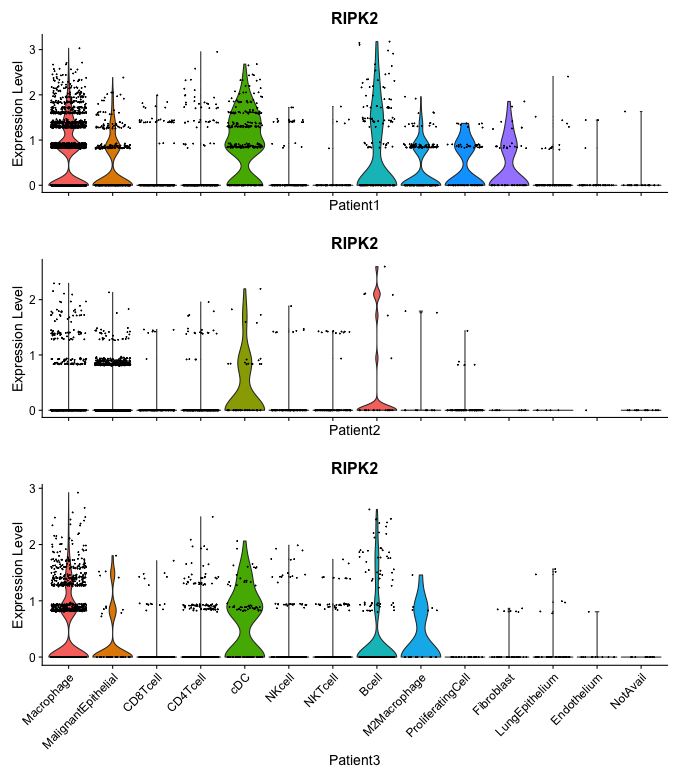 RIPK2
Expression Level
3
2
1
0
Patient1
RIPK2
Expression Level
2
1
0
Patient2
RIPK2
Expression Level
3
2
1
0
Macrophage
MalignantEpithelial
CD8Tcell
CD4Tcell
cDC
NKcell
NKTcell
Bcell
M2Macrophage
ProliferatingCell
Fibroblast
LungEpithelium
Endothelium
NotAvail
Patient3